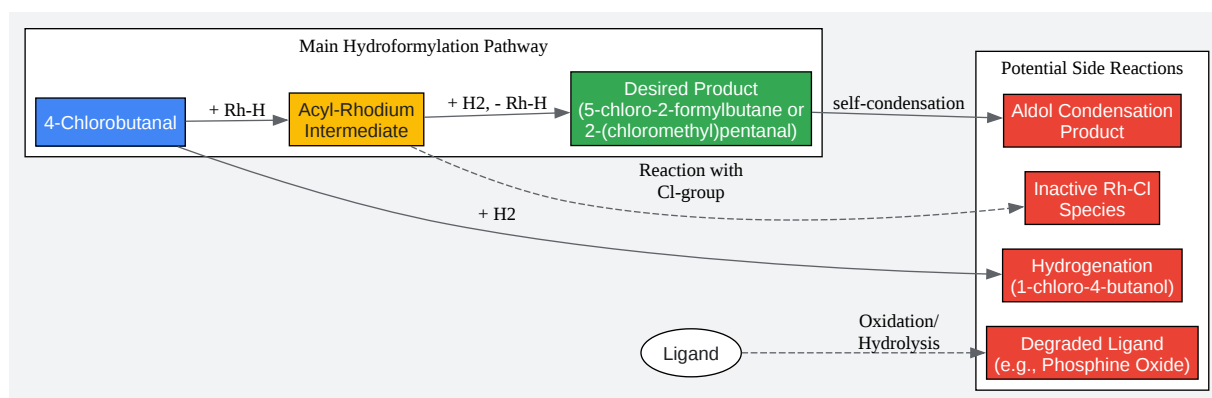 Main Hydroformylation Pathway
4-Chlorobutanal
+ Rh-H
Acyl-Rhodium
Intermediate
+ H2, - Rh-H
Desired Product
(5-chloro-2-formylbutane or
2-(chloromethyl)pentanal)
self-condensation
Potential Side Reactions
Aldol Condensation
Product
Reaction with
Cl-group
Inactive Rh-Cl
Species
+ H2
Hydrogenation
(1-chloro-4-butanol)
Ligand
Oxidation/
Hydrolysis
Degraded Ligand
(e.g., Phosphine Oxide)